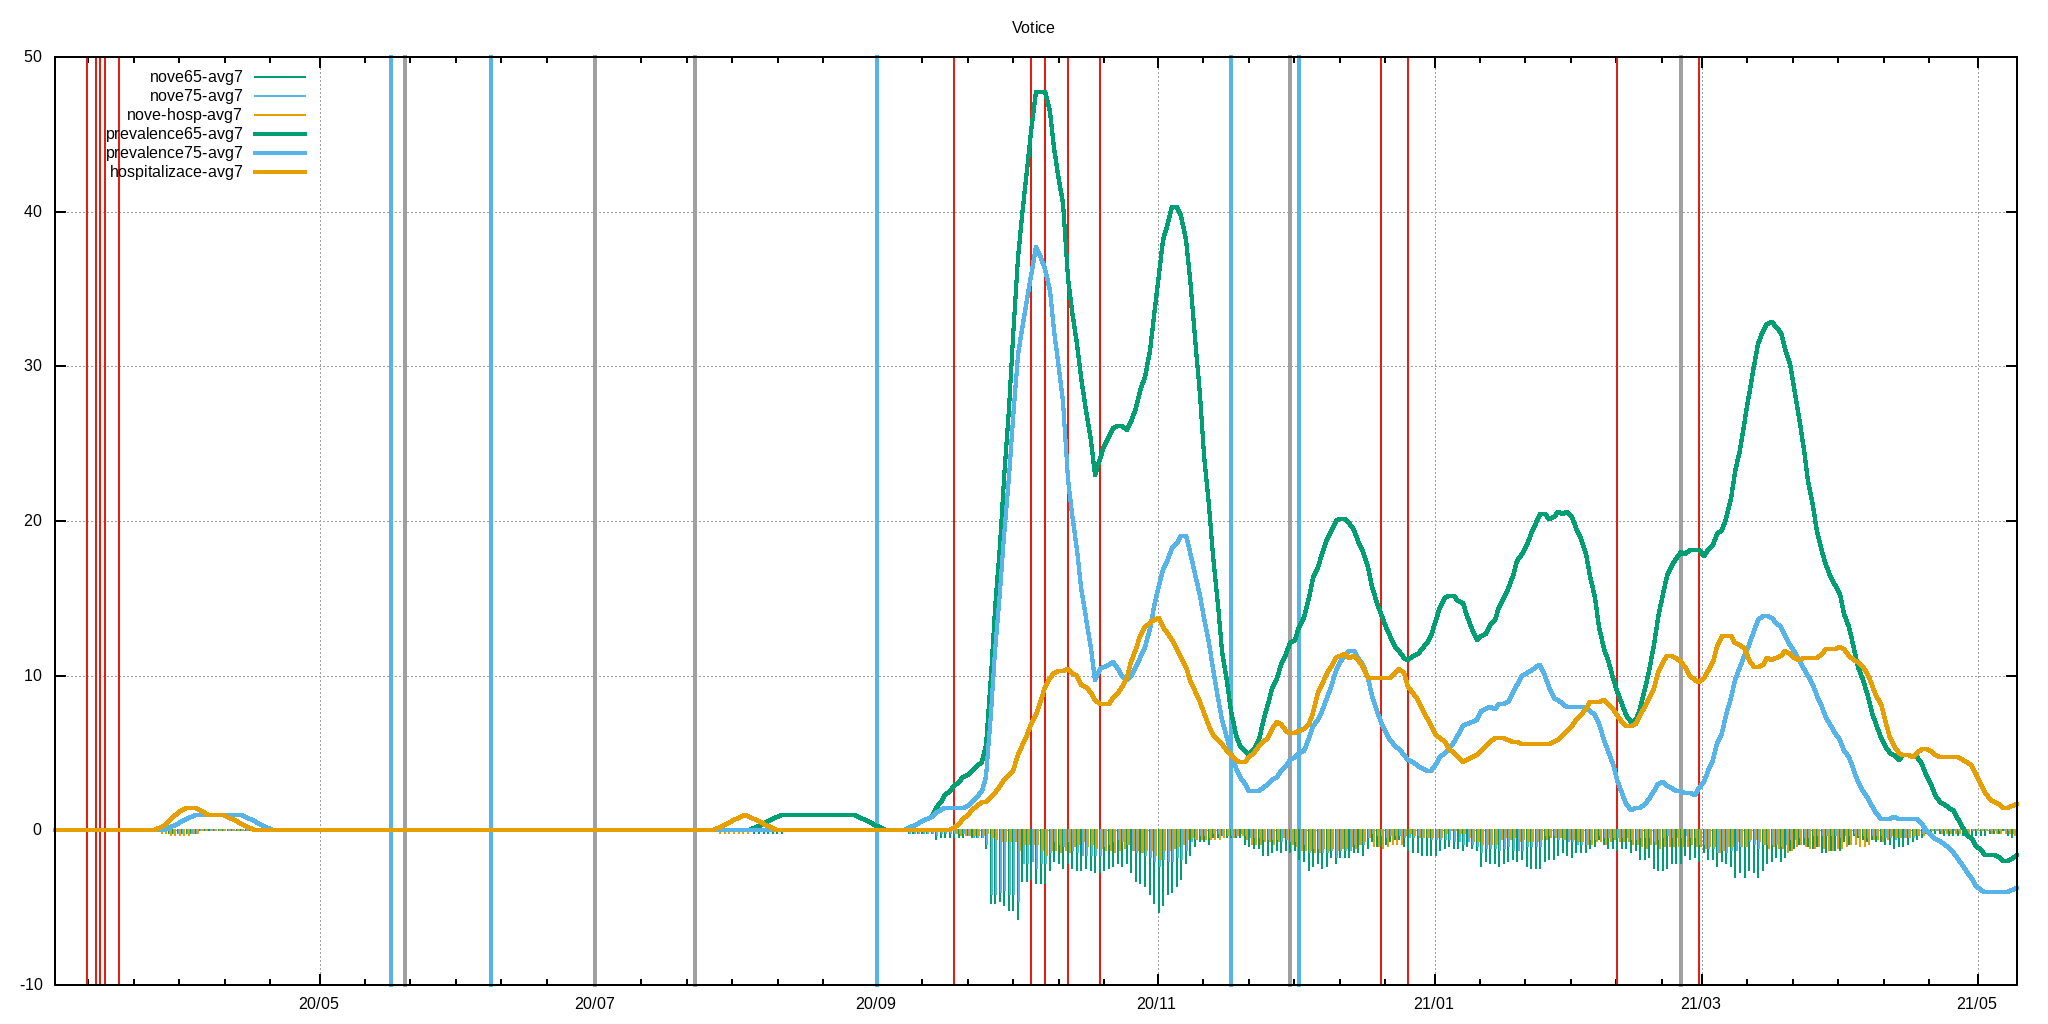 Votice
50
nove65-avg7
nove75-avg7
nove-hosp-avg7
prevalence65-avg7
prevalence75-avg7
hospitalizace-avg7
40
30
20
10
0
-10
20/05
20/07
20/09
20/11
21/01
21/03
21/05